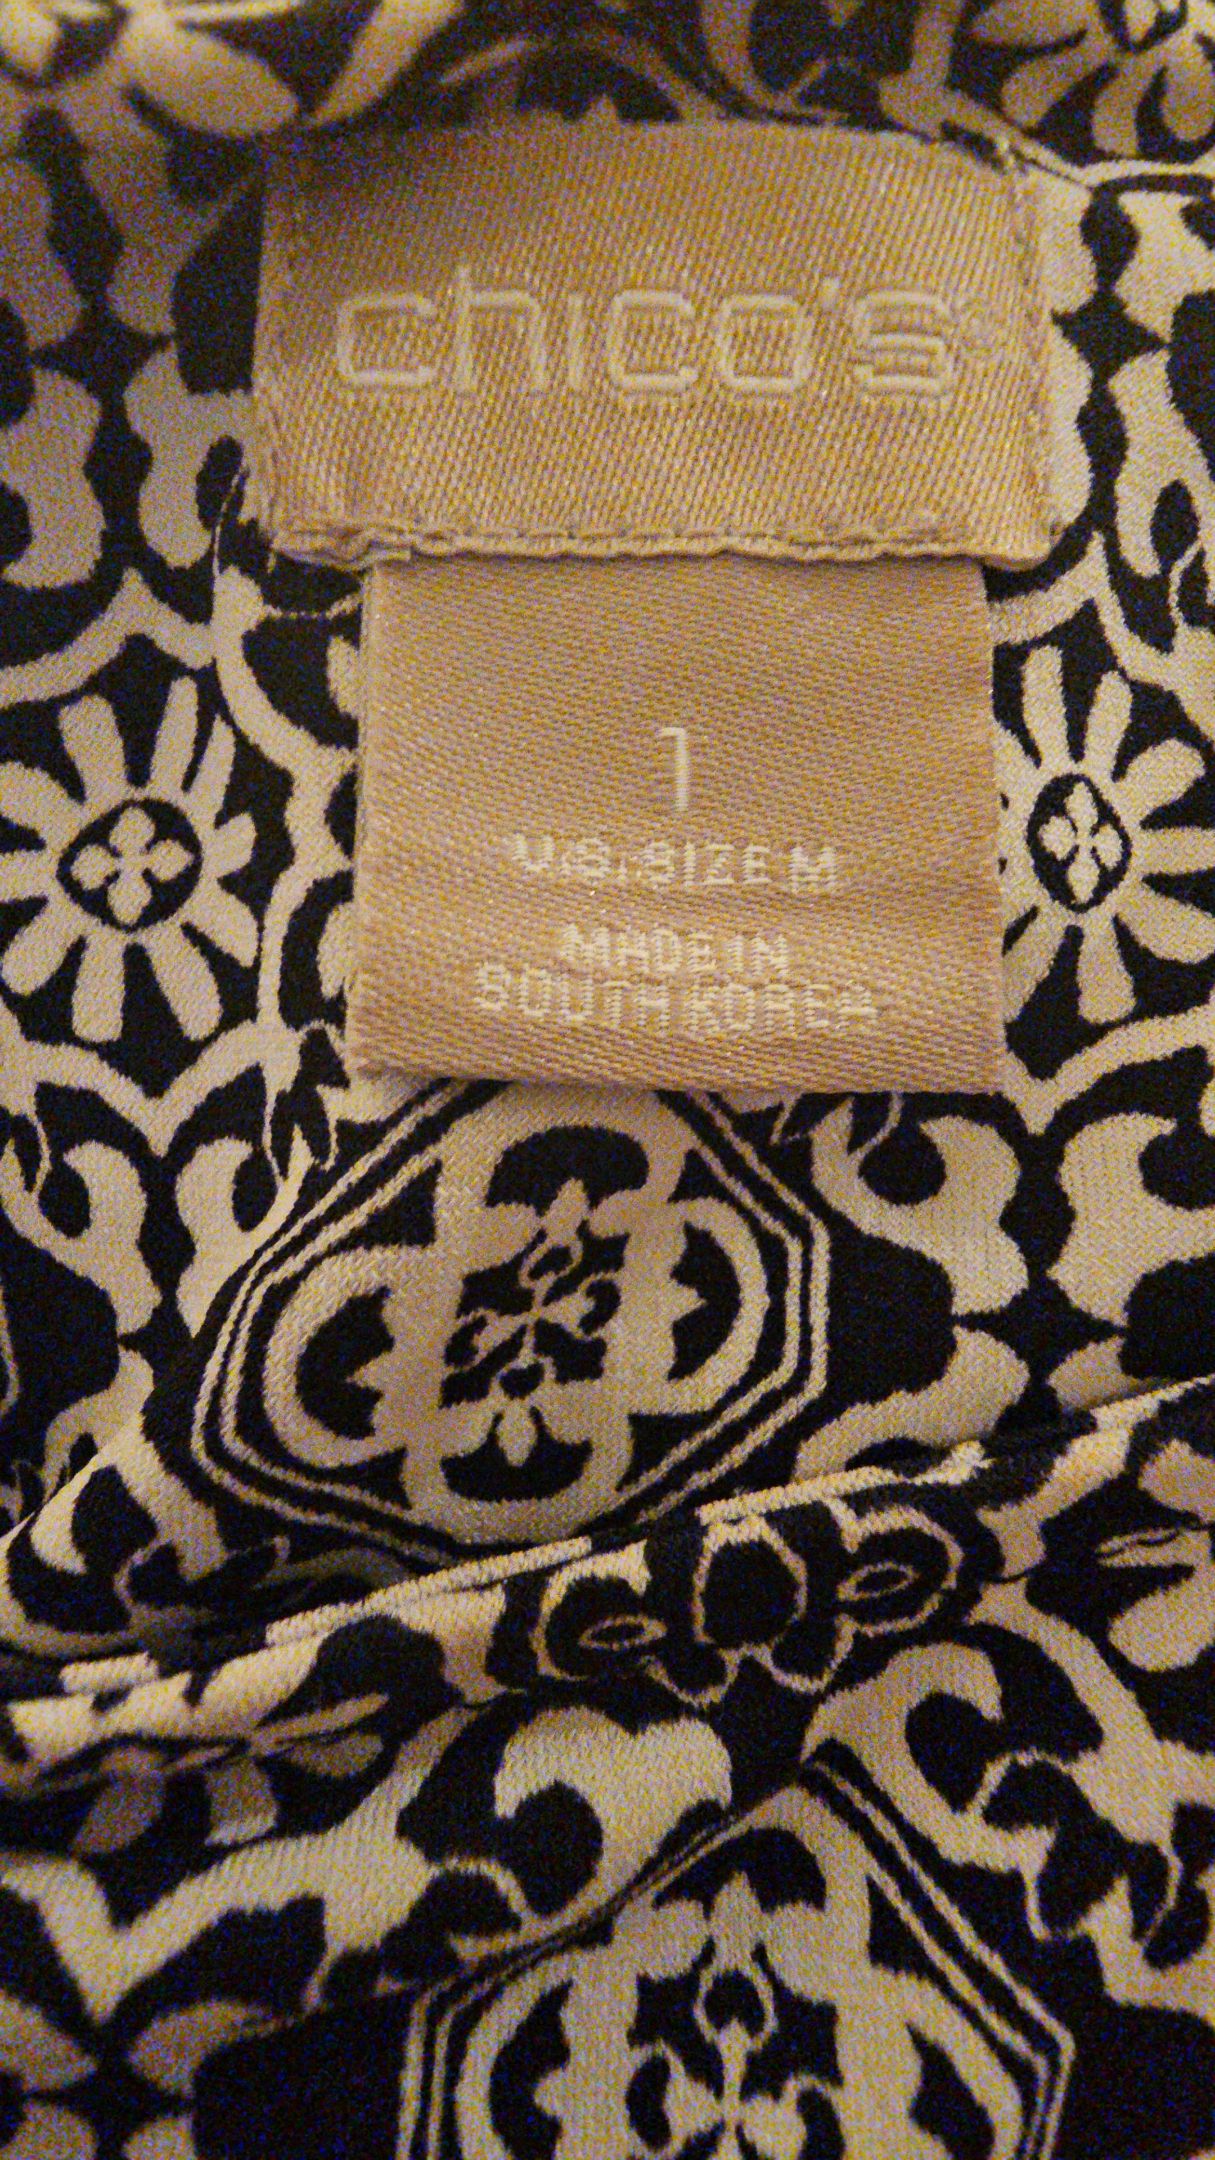 chico's
1
U.S. SIZE M
MADE IN
SOUTH KOREA